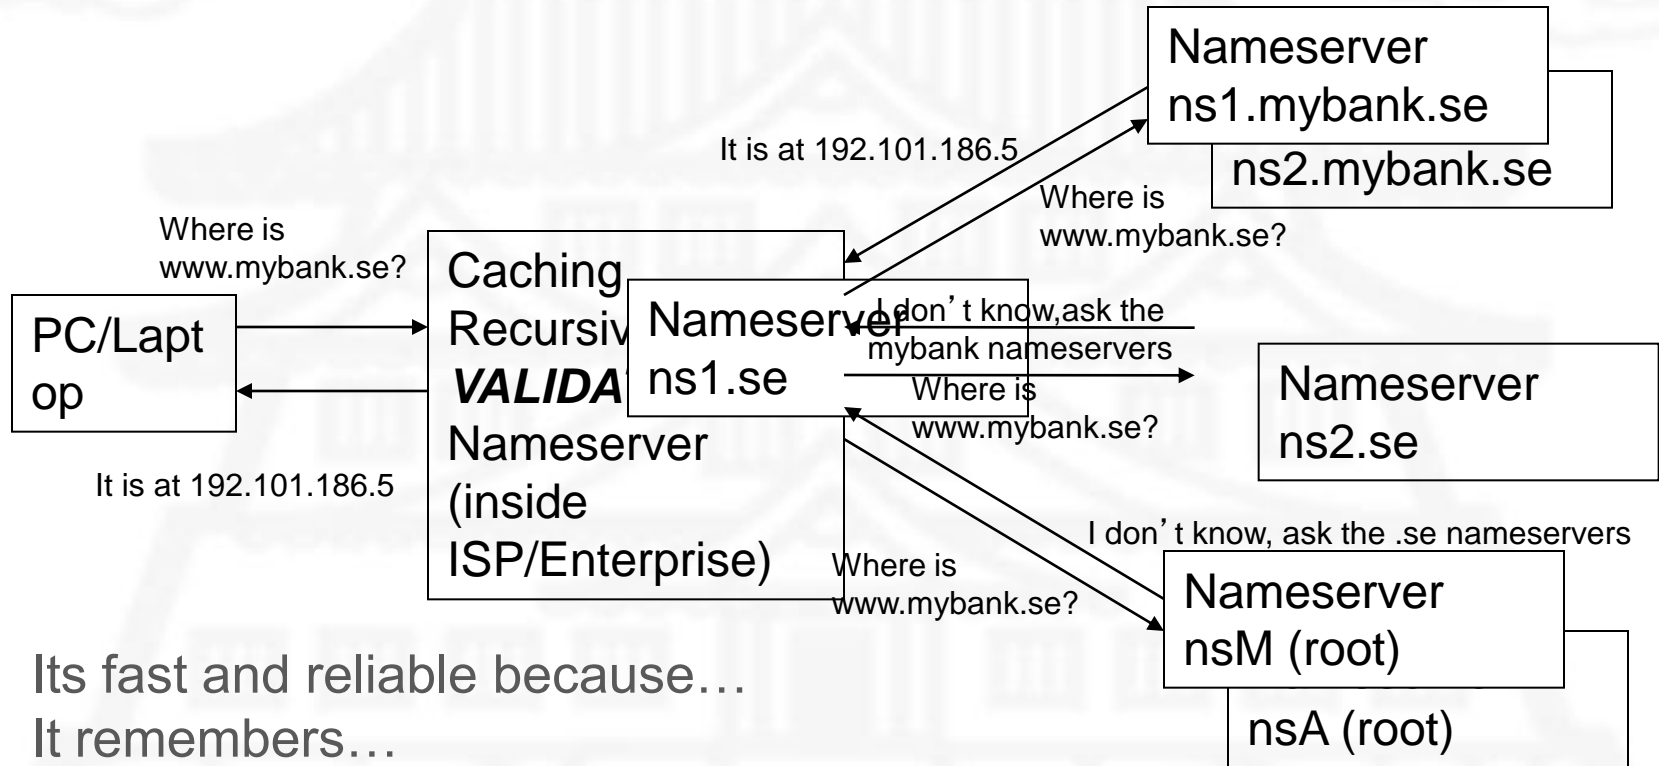 Nameserver
ns1.mybank.se
ns2.mybank.se
It is at 192.101.186.5
Where is
www.mybank.se?
Where is
www.mybank.se?
PC/Lapt
op
It is at 192.101.186.5
Caching
Nameserver
(inside
ISP/Enterprise)
Nameserver
ns1.se
I don't know,ask the
mybank nameservers
Where is
www.mybank.se?
Nameserver
ns2.se
I don't know, ask the .se nameservers
Where is
www.mybank.se?
Nameserver
nsM (root)
nsA (root)
Its fast and reliable because…
It remembers…